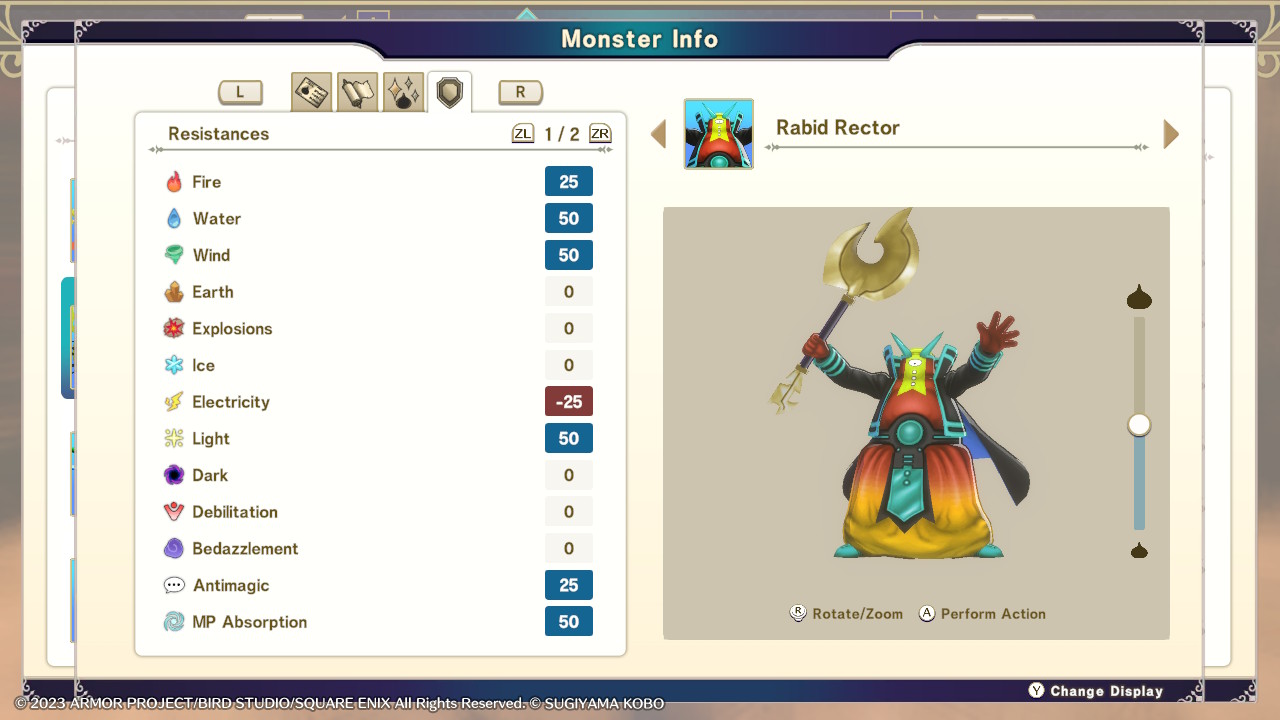 Monster Info
L
R
Resistances
ZL 1 / 2 ZR
Rabid Rector
Fire 25
Water 50
Wind 50
Earth 0
Explosions 0
Ice 0
Electricity -25
Light 50
Dark 0
Debilitation 0
Bedazzlement 0
Antimagic 25
MP Absorption 50
R Rotate/Zoom A Perform Action
Y Change Display
© 2023 ARMOR PROJECT/BIRD STUDIO/SQUARE ENIX All Rights Reserved. © SUGIYAMA KOBO